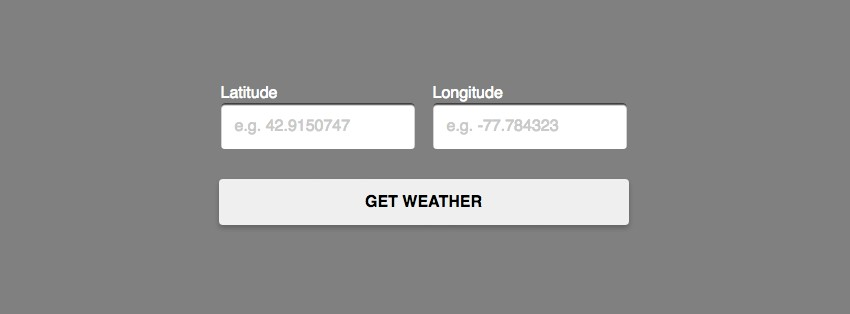 Latitude Longitude
e.g. 42.9150747 e.g. -77.784323
GET WEATHER